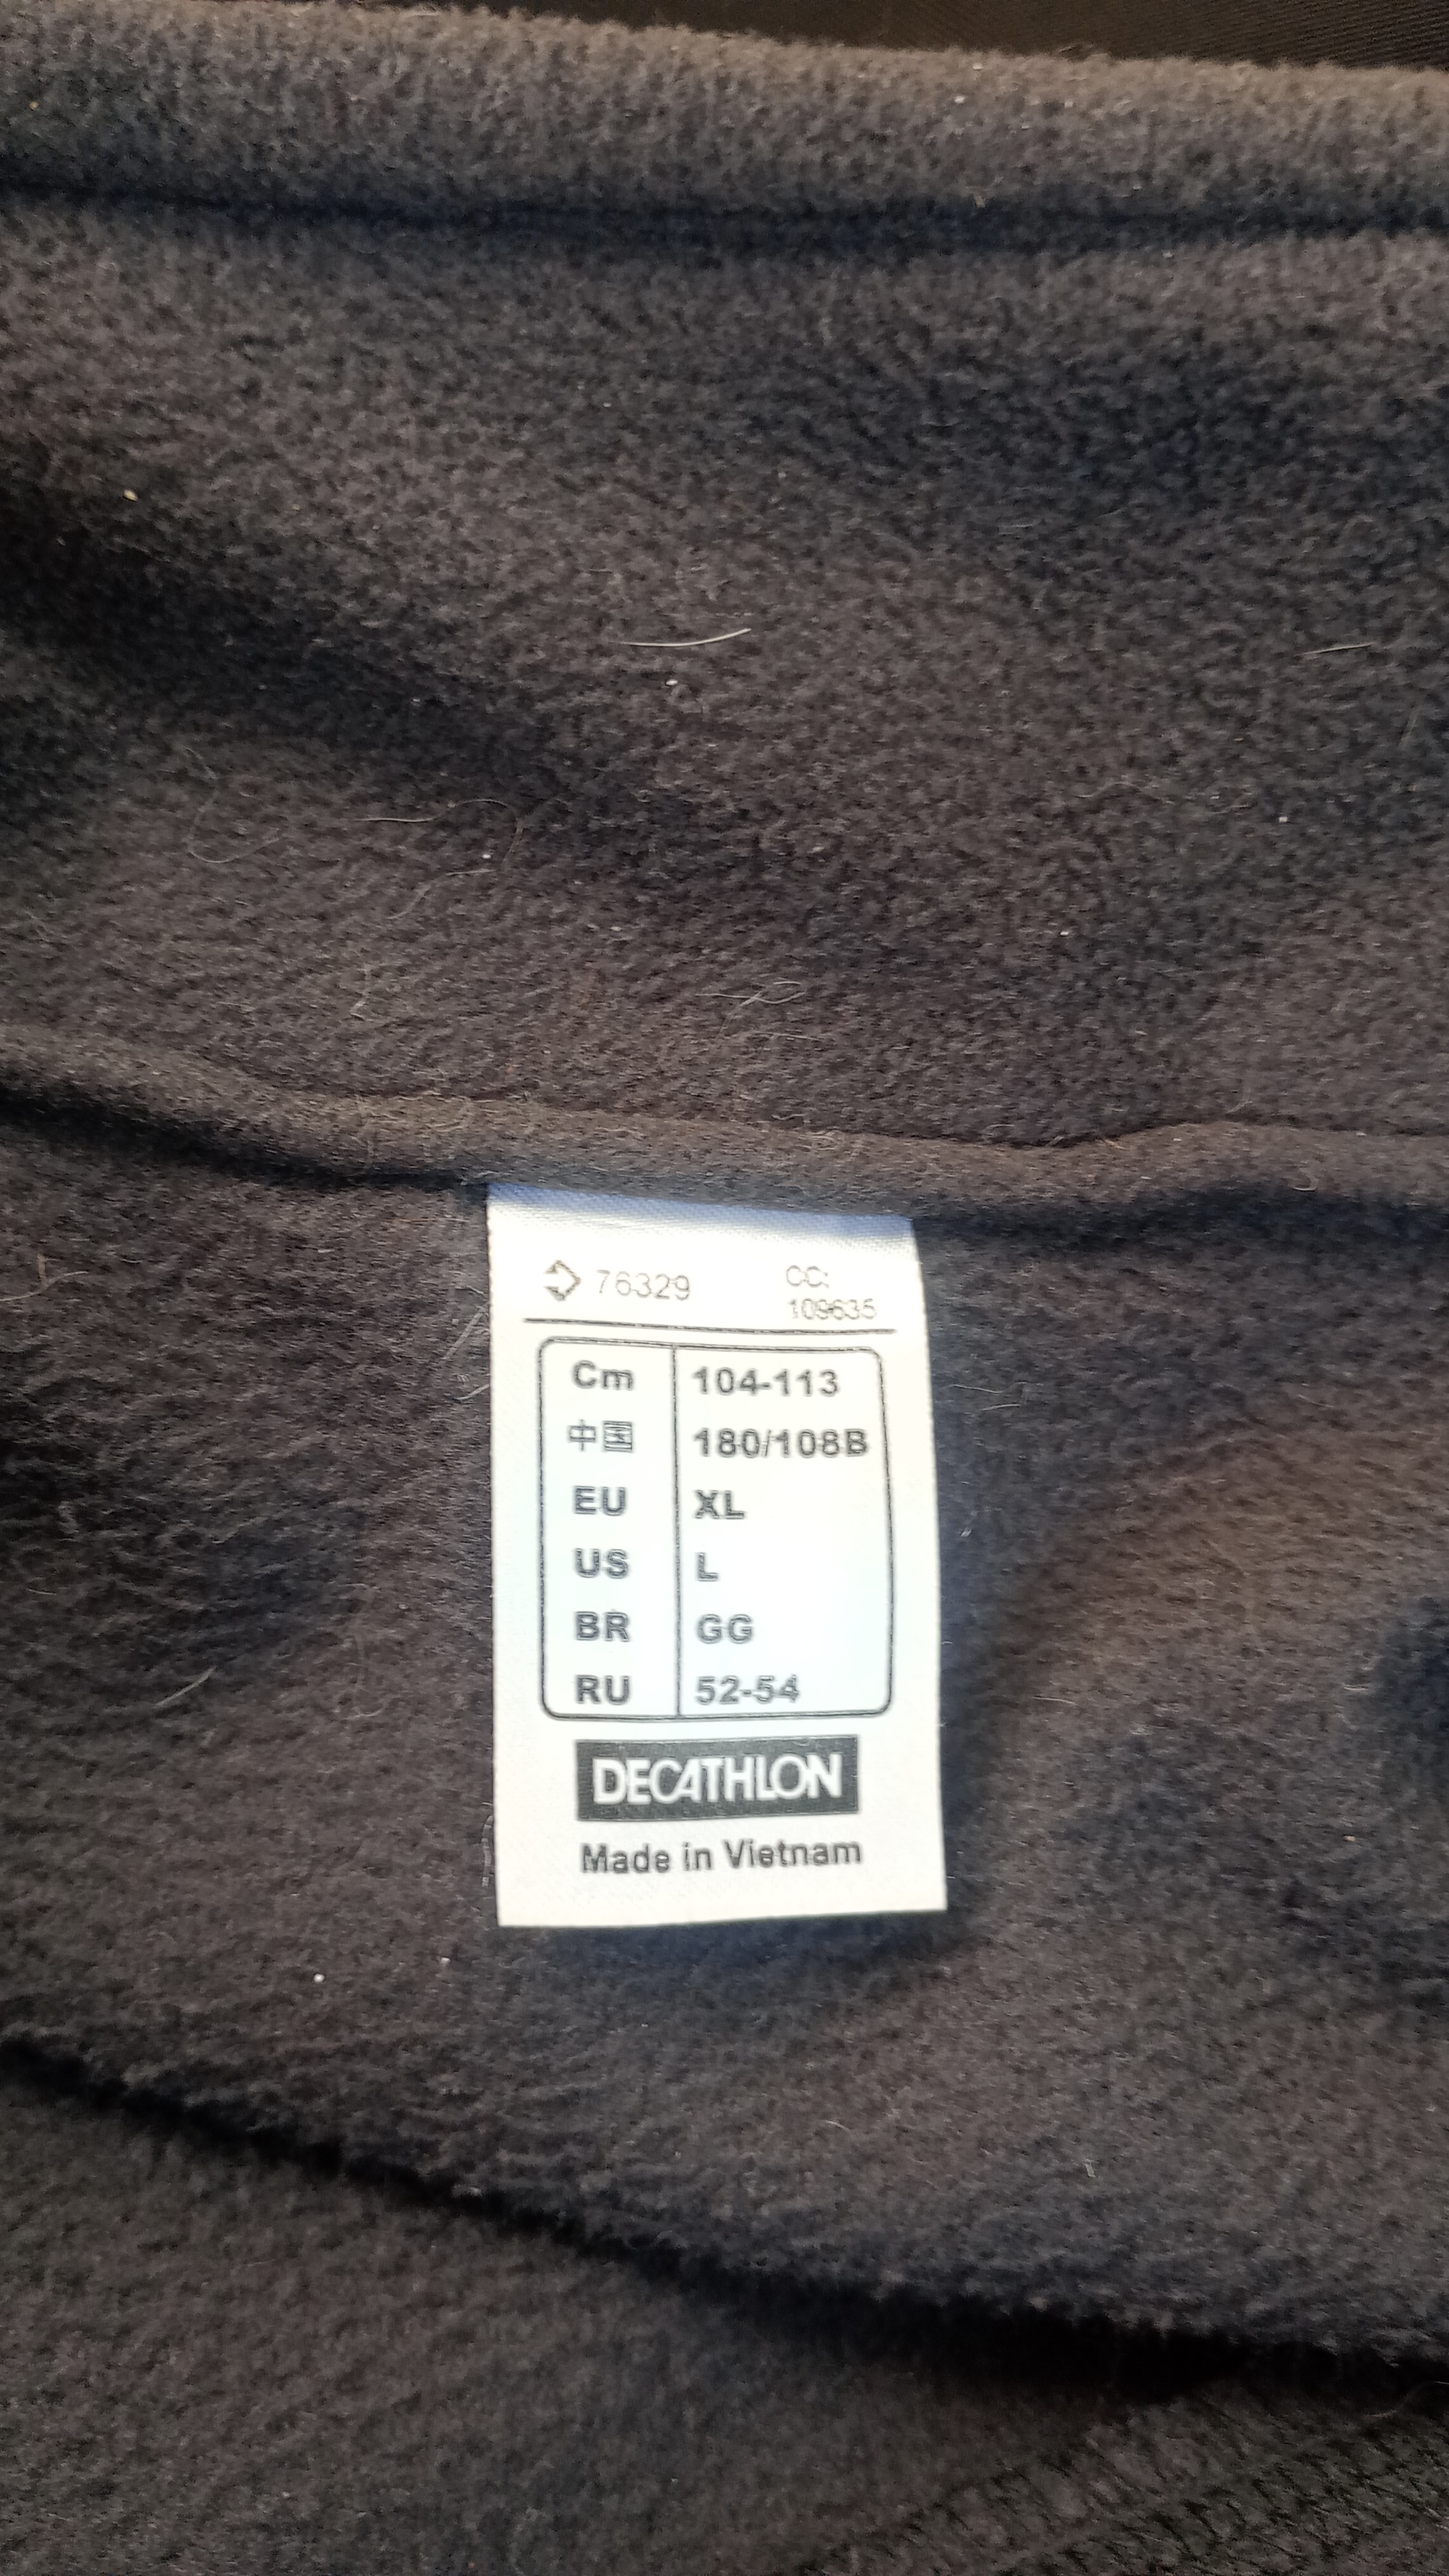 76329 CC:
109635
Cm 104-113
中国 180/108B
EU XL
US L
BR GG
RU 52-54
DECATHLON
Made in Vietnam